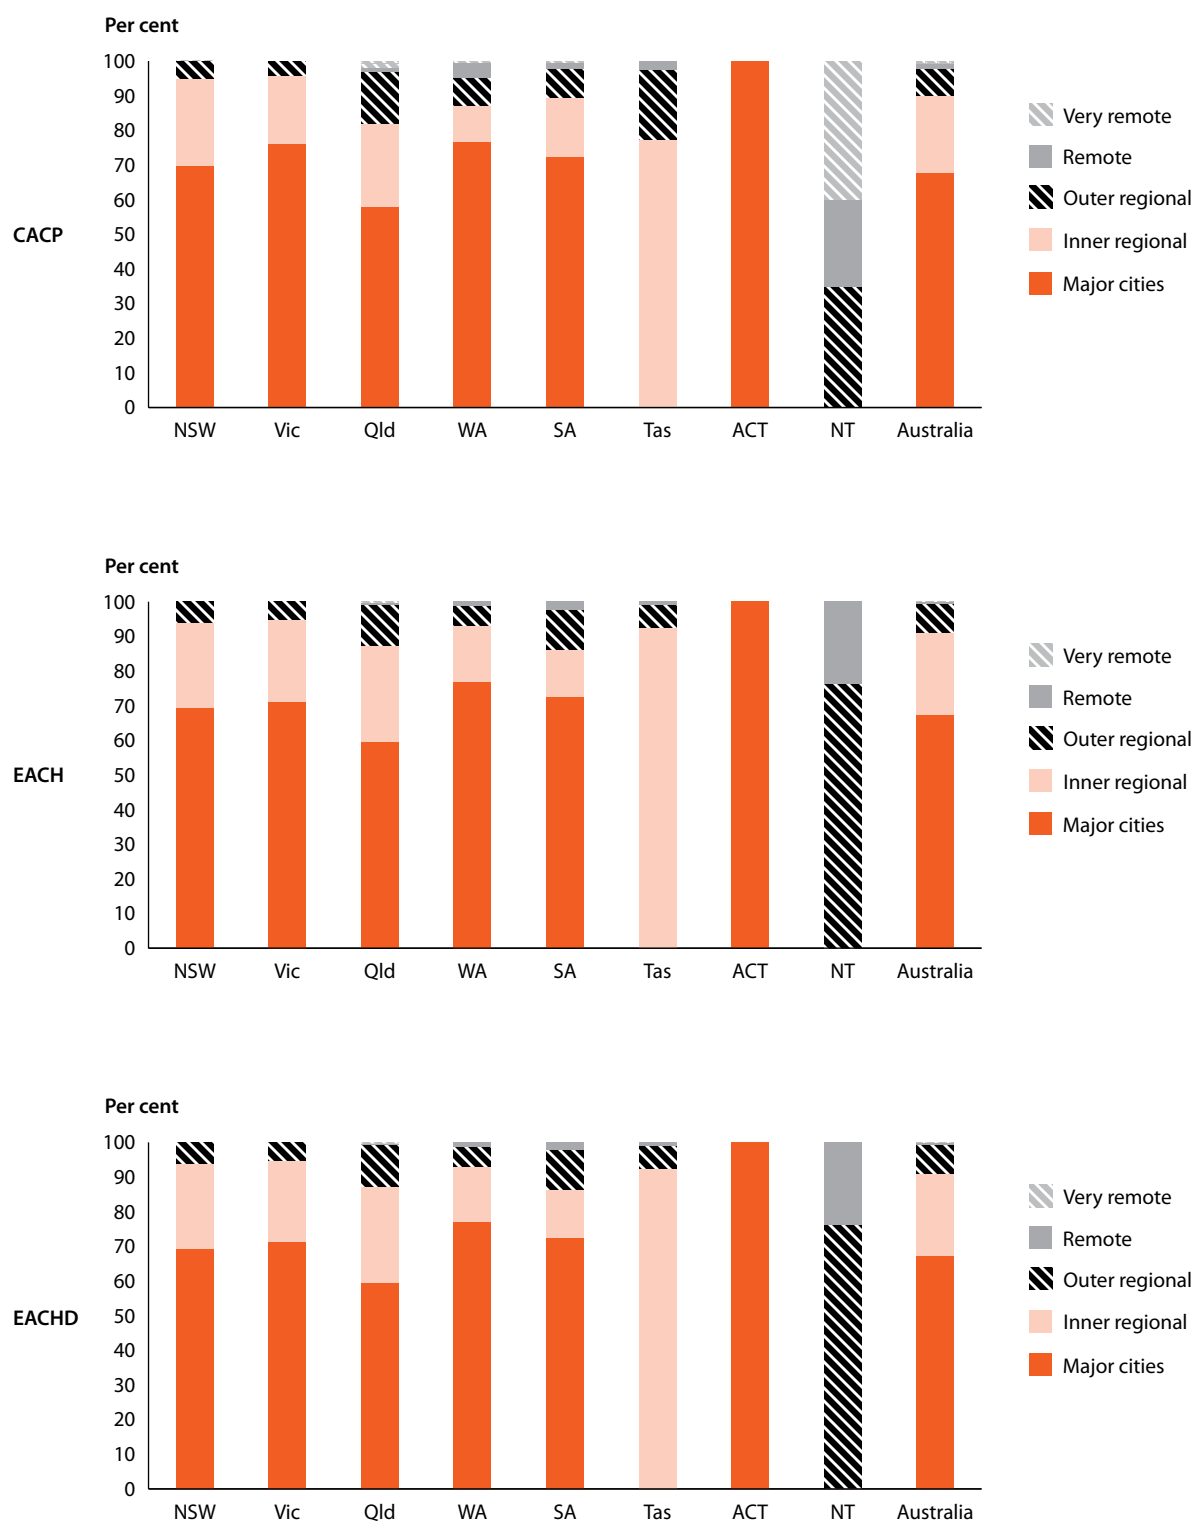 Per cent
100
90
80
70
60
50
40
30
20
10
0
CACP
NSW Vic Qld WA SA Tas ACT NT Australia
Very remote
Remote
Outer regional
Inner regional
Major cities
Per cent
100
90
80
70
60
50
40
30
20
10
0
EACH
NSW Vic Qld WA SA Tas ACT NT Australia
Very remote
Remote
Outer regional
Inner regional
Major cities
Per cent
100
90
80
70
60
50
40
30
20
10
0
EACHD
NSW Vic Qld WA SA Tas ACT NT Australia
Very remote
Remote
Outer regional
Inner regional
Major cities